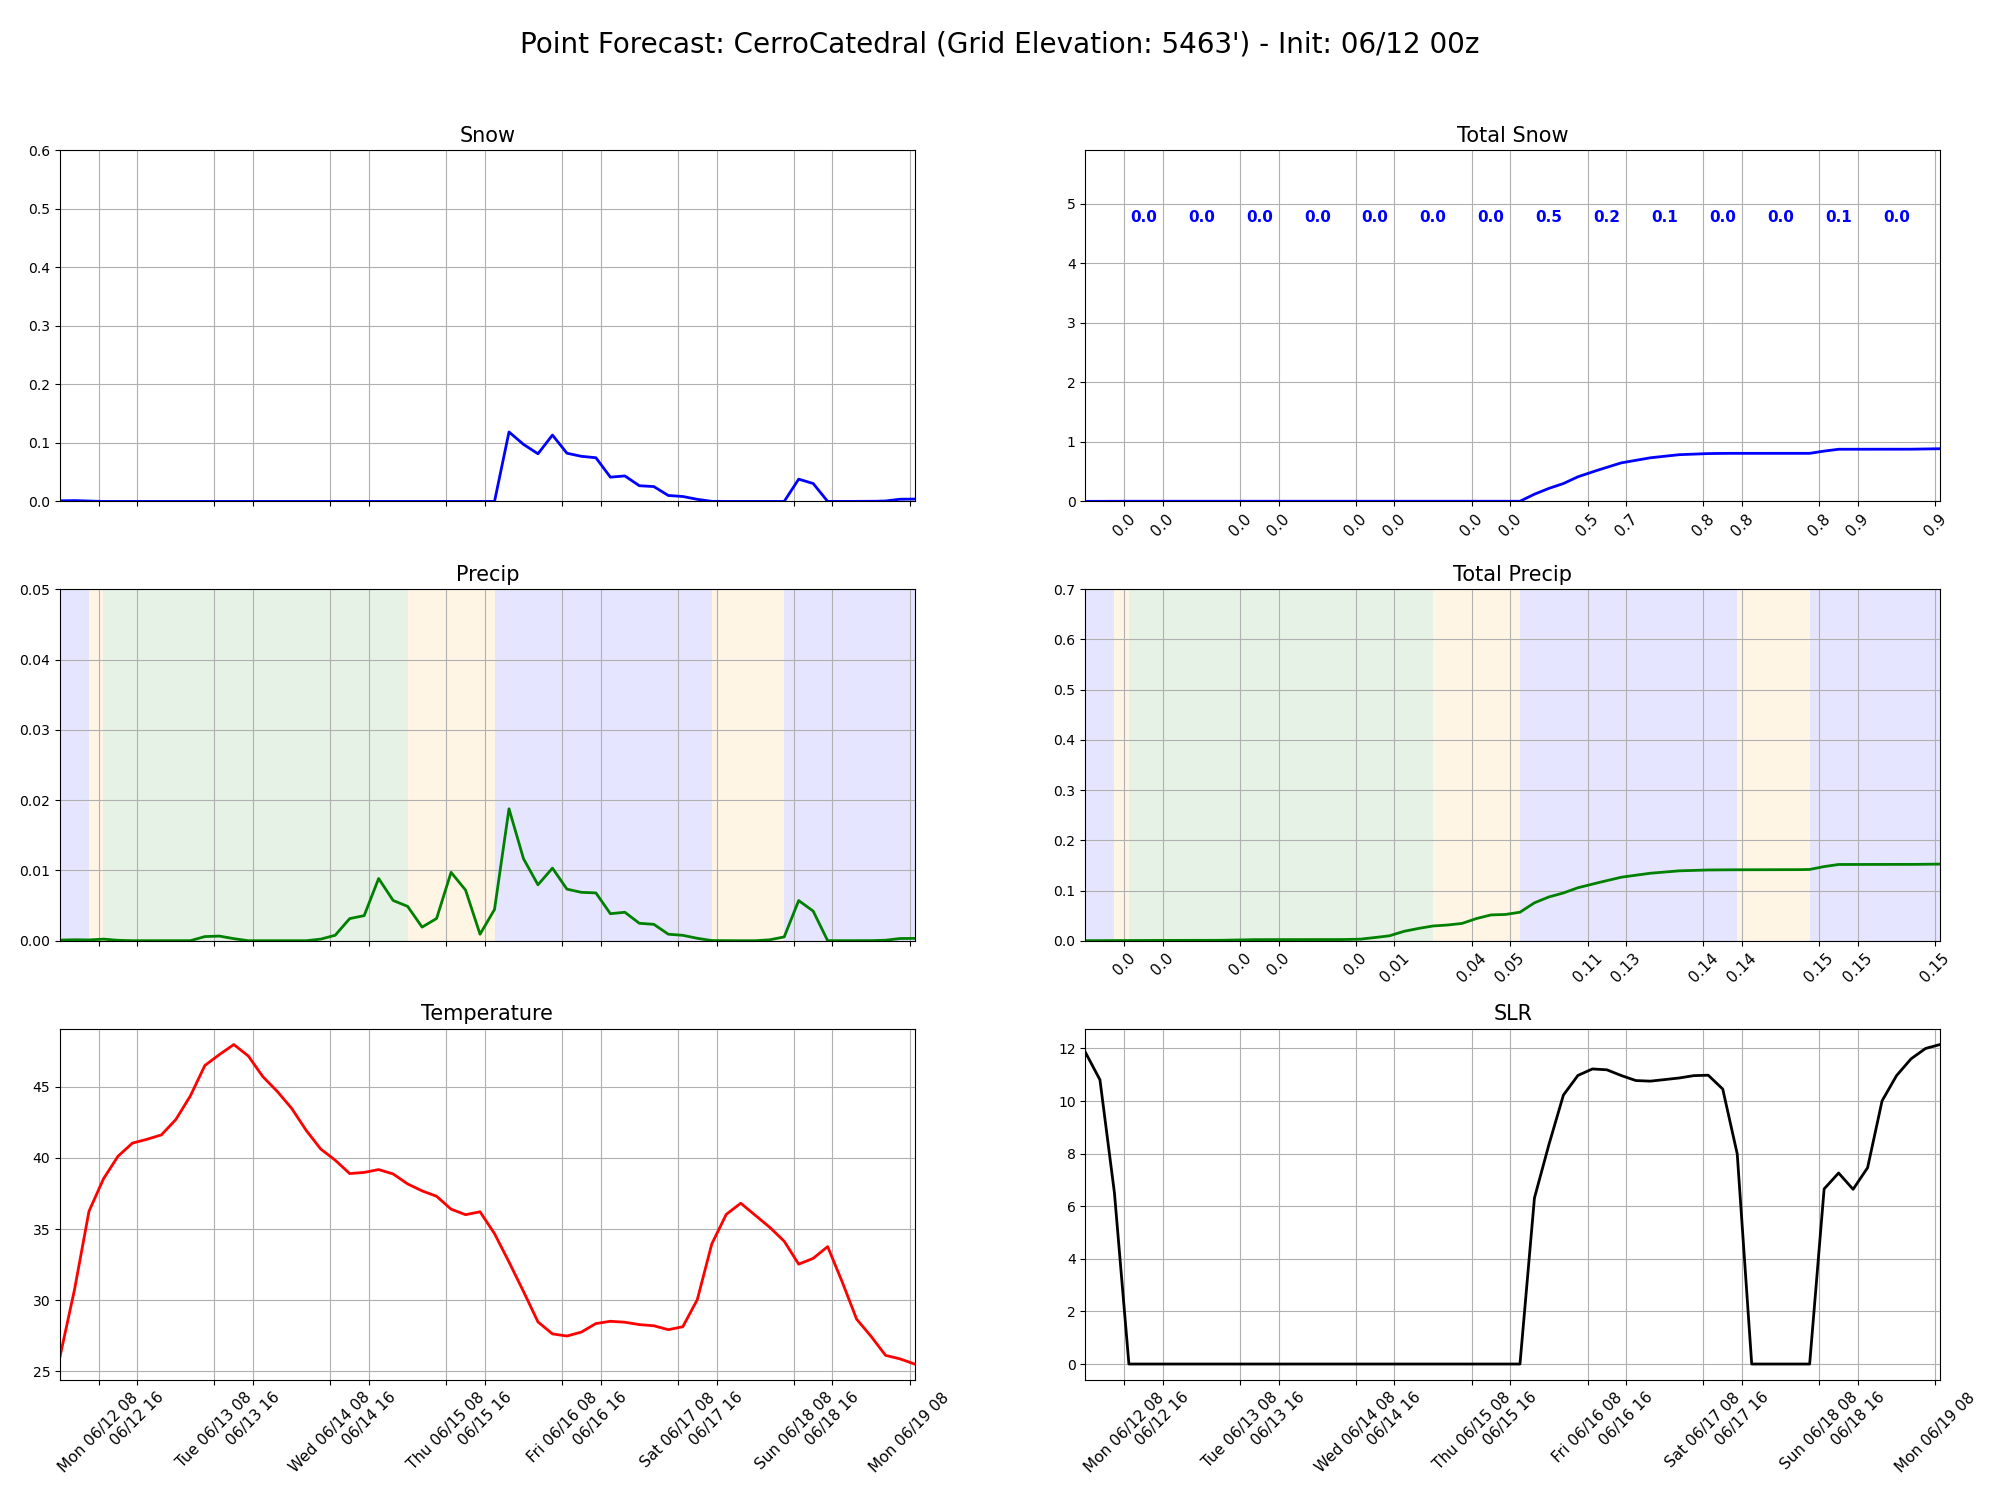 Point Forecast: CerroCatedral (Grid Elevation: 5463') - Init: 06/12 00z
Snow
0.6
0.5
0.4
0.3
0.2
0.1
0.0
Total Snow
5
4
3
2
1
0
0.0 0.0 0.0 0.0 0.0 0.0 0.0 0.5 0.2 0.1 0.0 0.0 0.1 0.0
0.0 0.0 0.0 0.0 0.0 0.0 0.0 0.0 0.5 0.7 0.8 0.8 0.8 0.9 0.9
Precip
0.05
0.04
0.03
0.02
0.01
0.00
Total Precip
0.7
0.6
0.5
0.4
0.3
0.2
0.1
0.0
0.0 0.0 0.0 0.0 0.0 0.01 0.04 0.05 0.11 0.13 0.14 0.14 0.15 0.15 0.15
Temperature
45
40
35
30
25
Mon 06/12 08
06/12 16
Tue 06/13 08
06/13 16
Wed 06/14 08
06/14 16
Thu 06/15 08
06/15 16
Fri 06/16 08
06/16 16
Sat 06/17 08
06/17 16
Sun 06/18 08
06/18 16
Mon 06/19 08
SLR
12
10
8
6
4
2
0
Mon 06/12 08
06/12 16
Tue 06/13 08
06/13 16
Wed 06/14 08
06/14 16
Thu 06/15 08
06/15 16
Fri 06/16 08
06/16 16
Sat 06/17 08
06/17 16
Sun 06/18 08
06/18 16
Mon 06/19 08